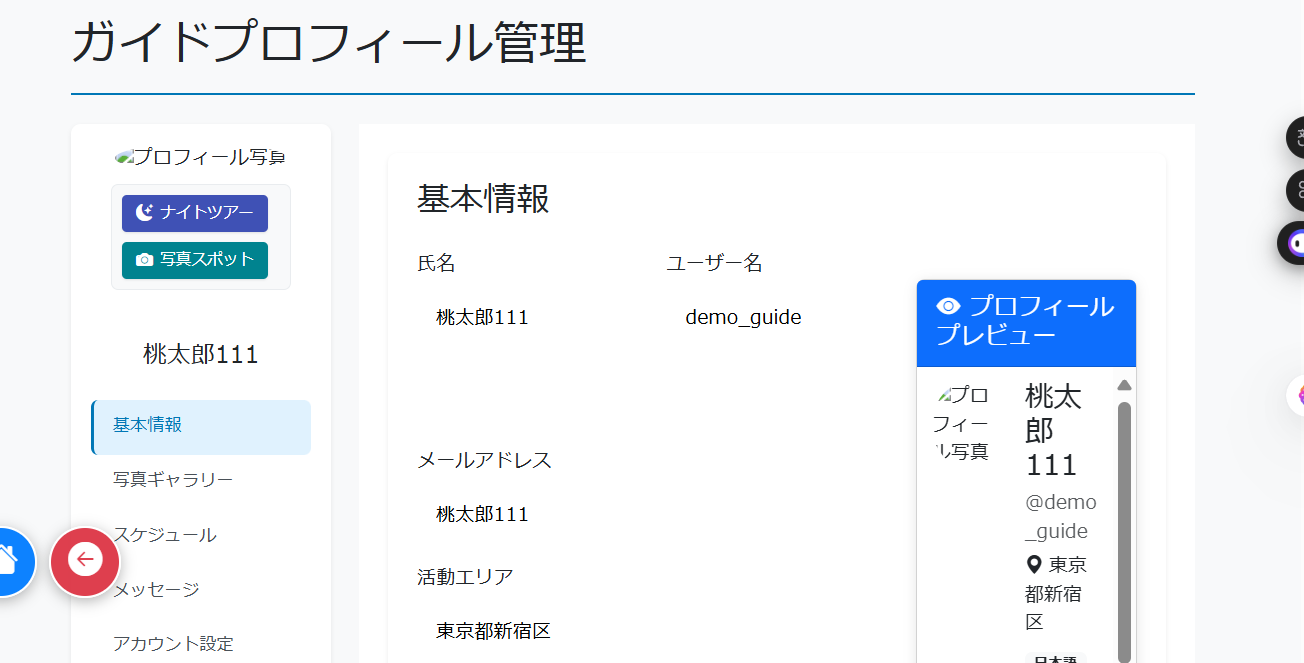 ガイドプロフィール管理
プロフィール写真
ナイトツアー
写真スポット
桃太郎111
基本情報
写真ギャラリー
スケジュール
メッセージ
アカウント設定
基本情報
氏名
桃太郎111
ユーザー名
demo_guide
メールアドレス
桃太郎111
活動エリア
東京都新宿区
プロフィール
プレビュー
プロ
フィー
ル写真
桃太
郎
111
@demo
_guide
東京
都新宿
区
日本語